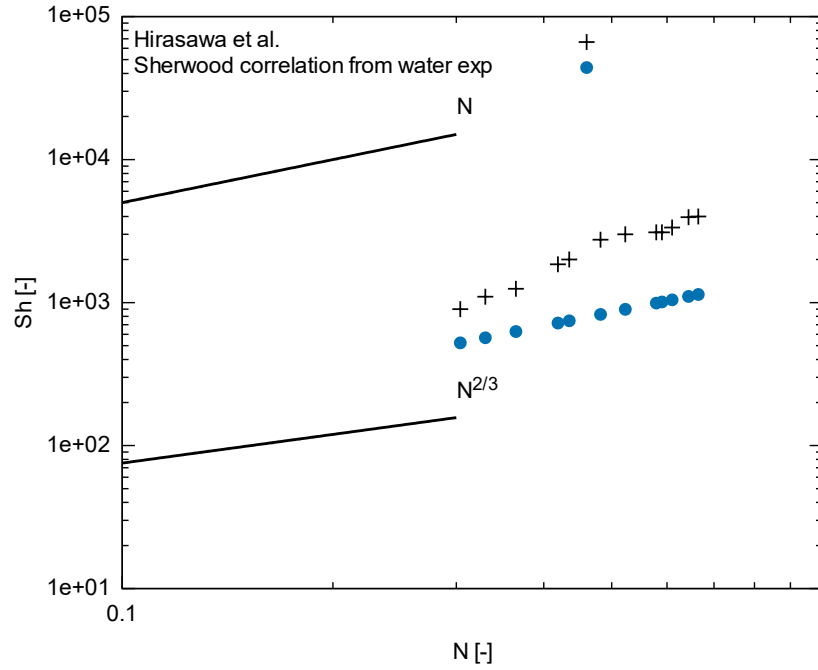 1e+05
Hirasawa et al.
Sherwood correlation from water exp
N
1e+04
Sh [-]
1e+03
N^{2/3}
1e+02
1e+01
0.1
N [-]